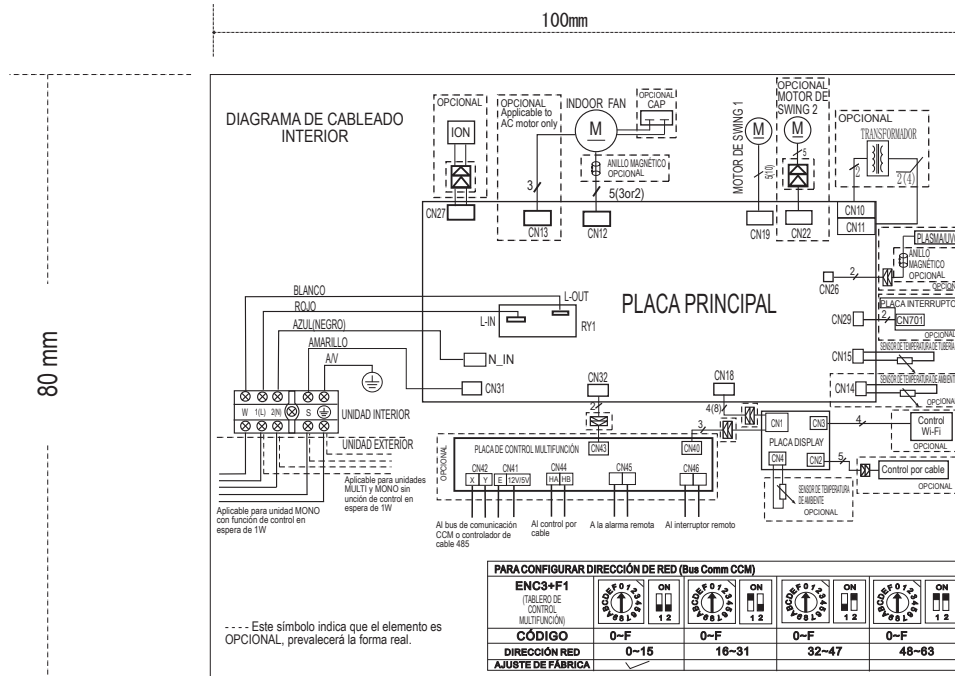 100mm
80 mm
DIAGRAMA DE CABLEADO
INTERIOR
OPCIONAL
ION
CN27
OPCIONAL
Applicable to
AC motor only
3
CN13
INDOOR FAN
M
OPCIONAL
CAP
ANILLO MAGNÉTICO
OPCIONAL
5(3or2)
CN12
MOTOR DE SWING 1
M
5(10)
CN19
OPCIONAL
MOTOR DE
SWING 2
M
5
CN22
OPCIONAL
TRANSFORMADOR
2
2(4)
CN10
CN11
PLASMA/UV
ANILLO
MAGNÉTICO
OPCIONAL
2
CN26
PLACA INTERRUPTO
CN29
2
CN701
OPCIONAL
SENSOR DE TEMPERATURA DE TUBERIA
CN15
SENSOR DE TEMPERATURA DE AMBIENTE
CN14
PLACA PRINCIPAL
BLANCO
ROJO
AZUL(NEGRO)
AMARILLO
A/V
L-OUT
L-IN
RY1
N_IN
CN31
W 1(L) 2(N) S
UNIDAD INTERIOR
UNIDAD EXTERIOR
Aplicable para unidades
MULTI y MONO sin
unción de control en
espera de 1W
Aplicable para unidad MONO
con función de control en
espera de 1W
CN32
2
CN18
4(8)
3
OPCIONAL
PLACA DE CONTROL MULTIFUNCIÓN
CN43
CN40
CN42 CN41 CN44 CN45 CN46
X Y E 12V/5V HA HB
Al bus de comunicación
CCM o controlador de
cable 485
Al control por
cable
A la alarma remota
Al interruptor remoto
CN1
CN3
PLACA DISPLAY
CN4
CN2
4
Control
Wi-Fi
OPCIONAL
5
Control por cable
OPCIONAL
SENSOR DE TEMPERATURA
DE AMBIENTE
OPCIONAL
---- Este símbolo indica que el elemento es
OPCIONAL, prevalecerá la forma real.
PARA CONFIGURAR DIRECCIÓN DE RED (Bus Comm CCM)
ENC3+F1
(TABLERO DE
CONTROL
MULTIFUNCIÓN)
ON
1 2
ON
1 2
ON
1 2
ON
1 2
CÓDIGO 0~F 0~F 0~F 0~F
DIRECCIÓN RED 0~15 16~31 32~47 48~63
AJUSTE DE FÁBRICA